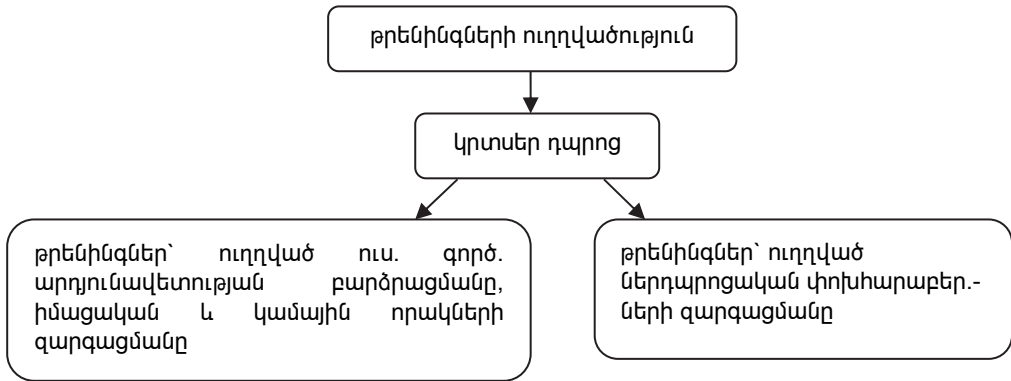 թրենինգների ուղղվածություն
կրտսեր դպրոց
թրենինգներ՝ ուղղված ուս. գործ.
արդյունավետության բարձրացմանը,
իմացական և կամային որակների
զարգացմանը
թրենինգներ՝ ուղղված
ներդպրոցական փոխհարաբեր.-
ների զարգացմանը